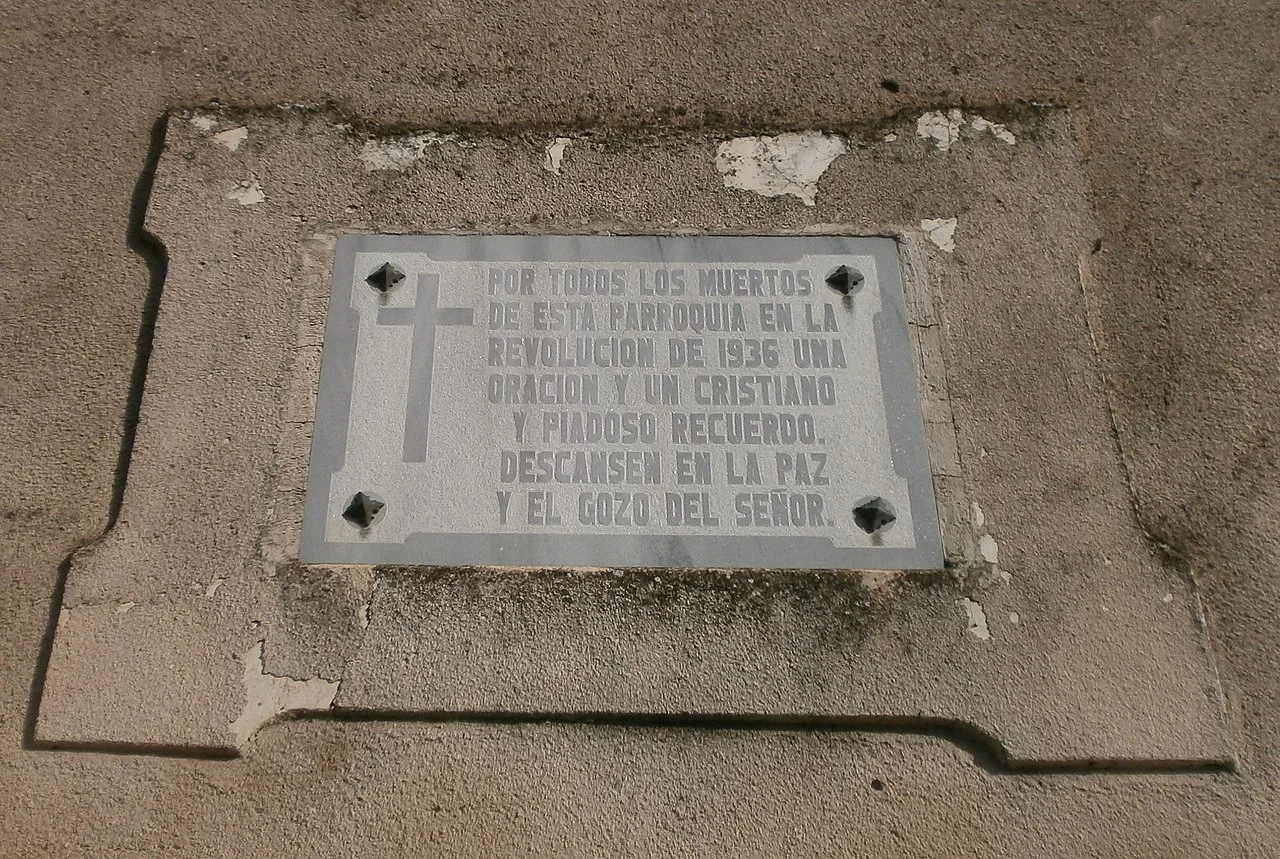 POR TODOS LOS MUERTOS
DE ESTA PARROQUIA EN LA
REVOLUCION DE 1936 UNA
ORACION Y UN CRISTIANO
Y PIADOSO RECUERDO.
DESCANSEN EN LA PAZ
Y EL GOZO DEL SEÑOR.